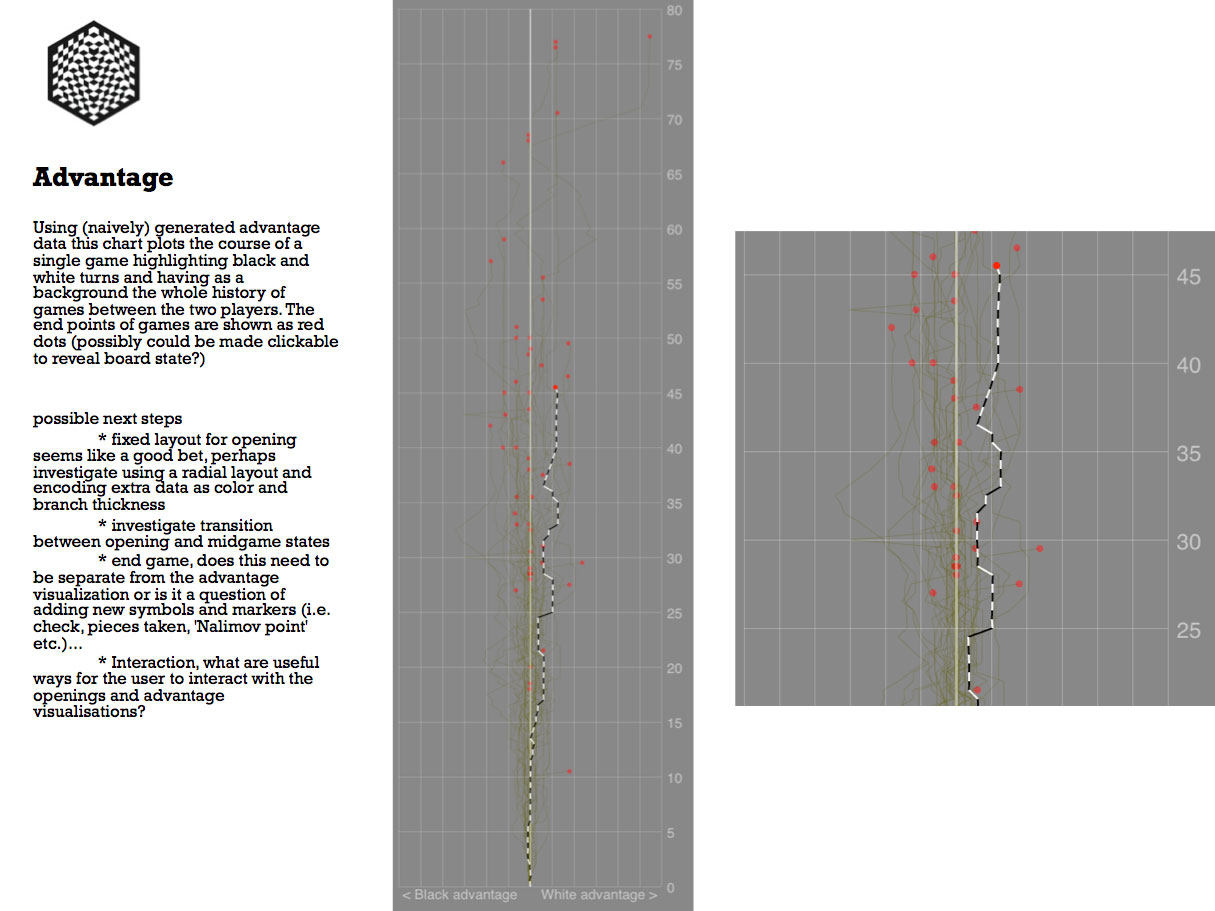 Advantage
Using (naively) generated advantage
data this chart plots the course of a
single game highlighting black and
white turns and having as a
background the whole history of
games between the two players. The
end points of games are shown as red
dots (possibly could be made clickable
to reveal board state?)
possible next steps
* fixed layout for opening
seems like a good bet, perhaps
investigate using a radial layout and
encoding extra data as color and
branch thickness
* investigate transition
between opening and midgame states
* end game, does this need to
be separate from the advantage
visualization or is it a question of
adding new symbols and markers (i.e.
check, pieces taken, 'Nalimov point'
etc.)...
* Interaction, what are useful
ways for the user to interact with the
openings and advantage
visualisations?
80
75
70
65
60
55
50
45
40
35
30
25
20
15
10
5
0
< Black advantage
White advantage >
45
40
35
30
25